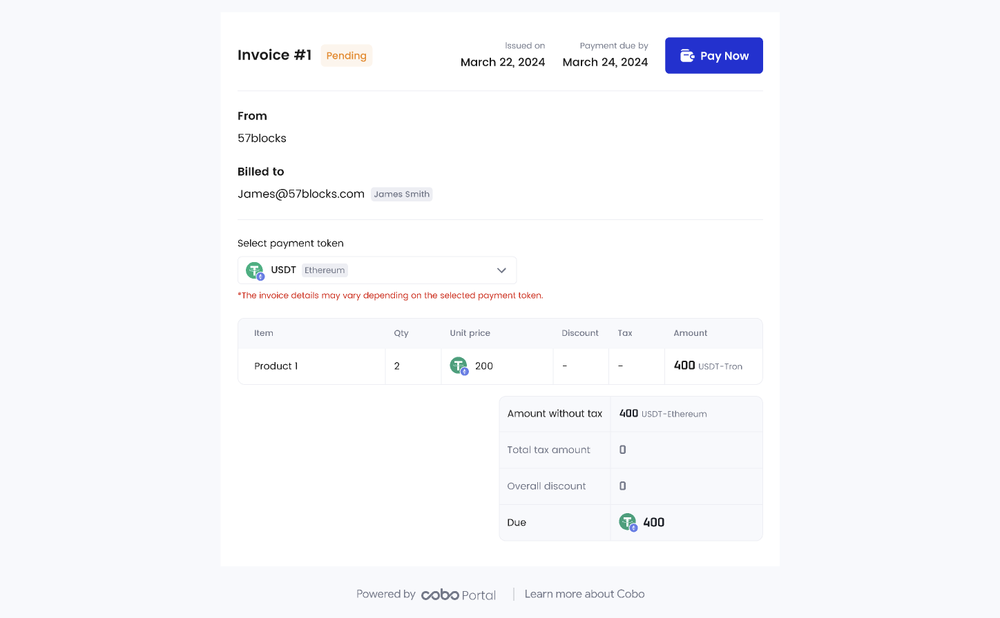 Invoice #1 Pending
Issued on
March 22, 2024
Payment due by
March 24, 2024
Pay Now
From
57blocks
Billed to
James@57blocks.com James Smith
Select payment token
USDT Ethereum
*The invoice details may vary depending on the selected payment token.
Item Qty Unit price Discount Tax Amount
Product 1 2 200 - - 400 USDT-Tron
Amount without tax 400 USDT-Ethereum
Total tax amount 0
Overall discount 0
Due 400
Powered by cobo Portal | Learn more about Cobo